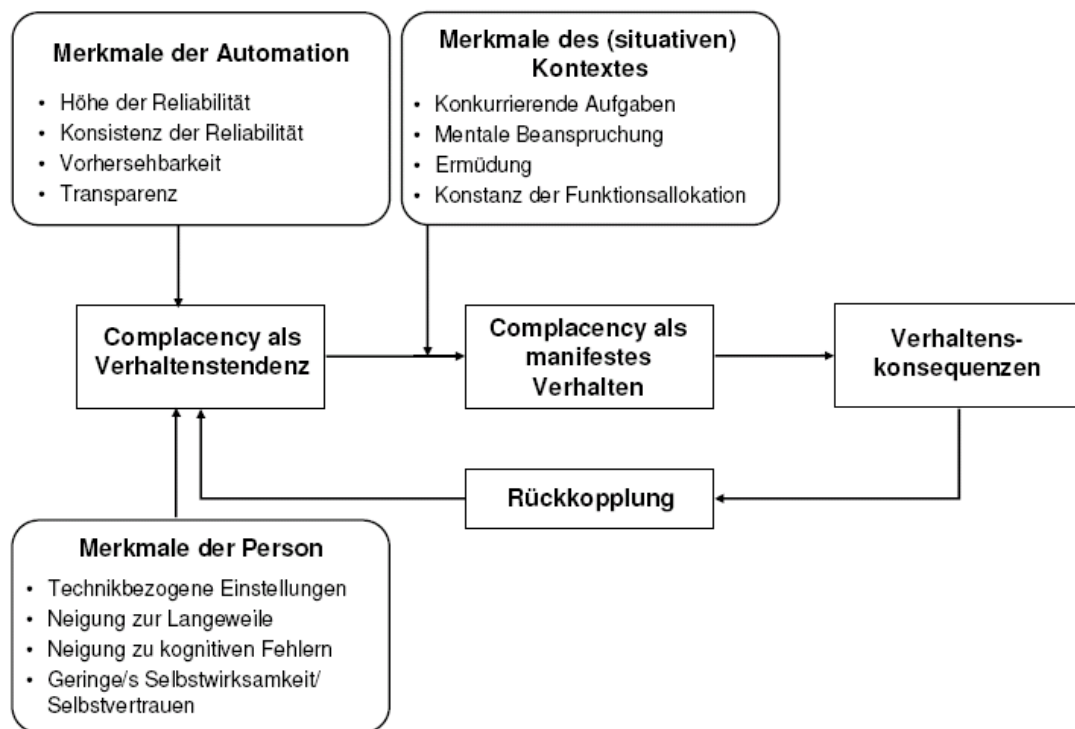 Merkmale der Automation
• Höhe der Reliabilität
• Konsistenz der Reliabilität
• Vorhersehbarkeit
• Transparenz
Merkmale des (situativen)
Kontextes
• Konkurrierende Aufgaben
• Mentale Beanspruchung
• Ermüdung
• Konstanz der Funktionsallokation
Complacency als
Verhaltenstendenz
Complacency als
manifestes
Verhalten
Verhaltens-
konsequenzen
Rückkopplung
Merkmale der Person
• Technikbezogene Einstellungen
• Neigung zur Langeweile
• Neigung zu kognitiven Fehlern
• Geringe/s Selbstwirksamkeit/
Selbstvertrauen